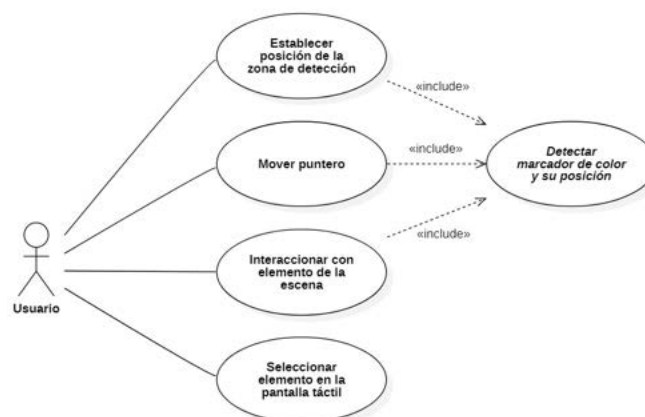 Establecer
posición de la
zona de detección
«include»
Mover puntero
«include»
Detectar
marcador de color
y su posición
«include»
Interaccionar con
elemento de la
escena
Usuario
Seleccionar
elemento en la
pantalla táctil